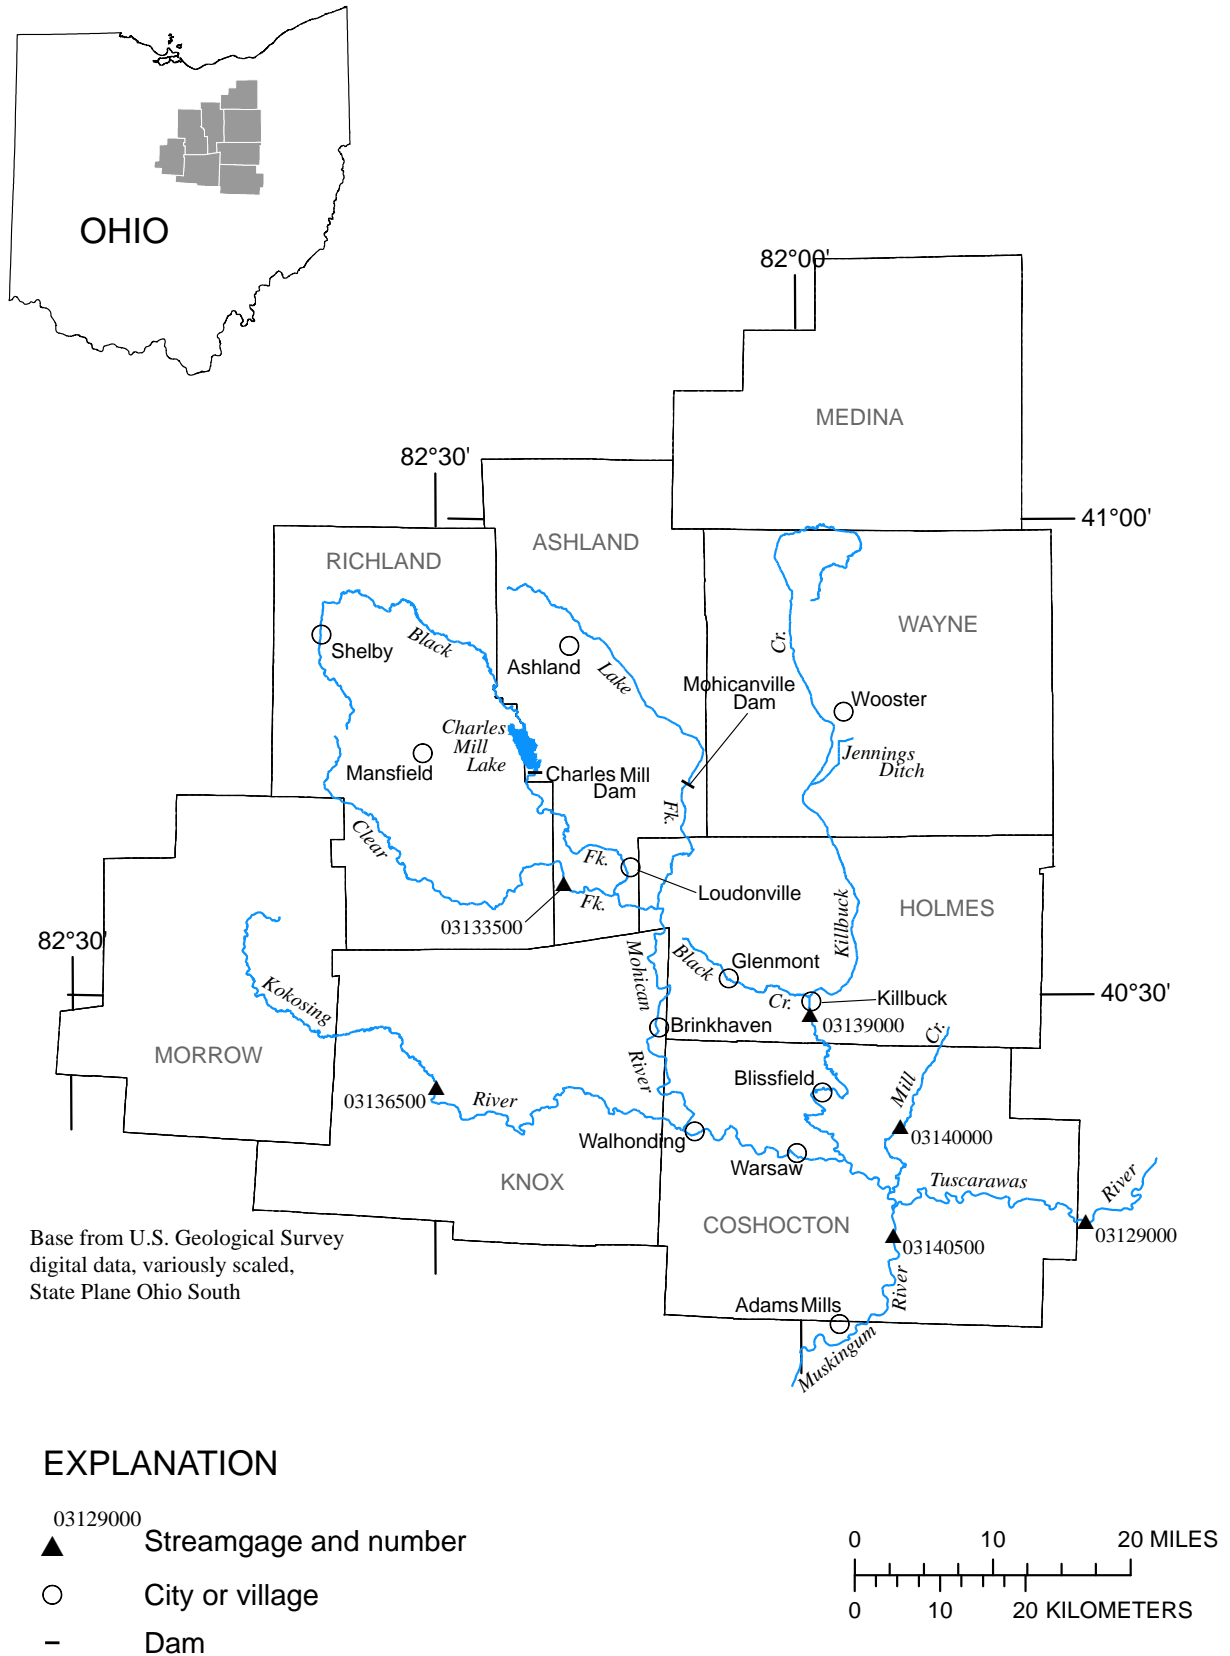 OHIO
82°00'
MEDINA
82°30'
41°00'
ASHLAND
RICHLAND
WAYNE
Cr.
Black
Shelby
Ashland
Lake
Mohicanville
Dam
Wooster
Charles
Mill
Lake
Jennings
Ditch
Mansfield
Charles Mill
Dam
Fk.
Clear
Fk.
Loudonville
Fk.
03133500
Killbuck
HOLMES
82°30'
Mohican
Black
Glenmont
Kokosing
Cr.
Killbuck
40°30'
Brinkhaven
03139000
Cr.
MORROW
River
Blissfield
Mill
03136500
River
Walhonding
03140000
Warsaw
KNOX
Tuscarawas
River
COSHOCTON
03129000
03140500
Base from U.S. Geological Survey
digital data, variously scaled,
State Plane Ohio South
River
Adams Mills
Muskingum
EXPLANATION
03129000
Streamgage and number
City or village
Dam
0 10 20 MILES
0 10 20 KILOMETERS